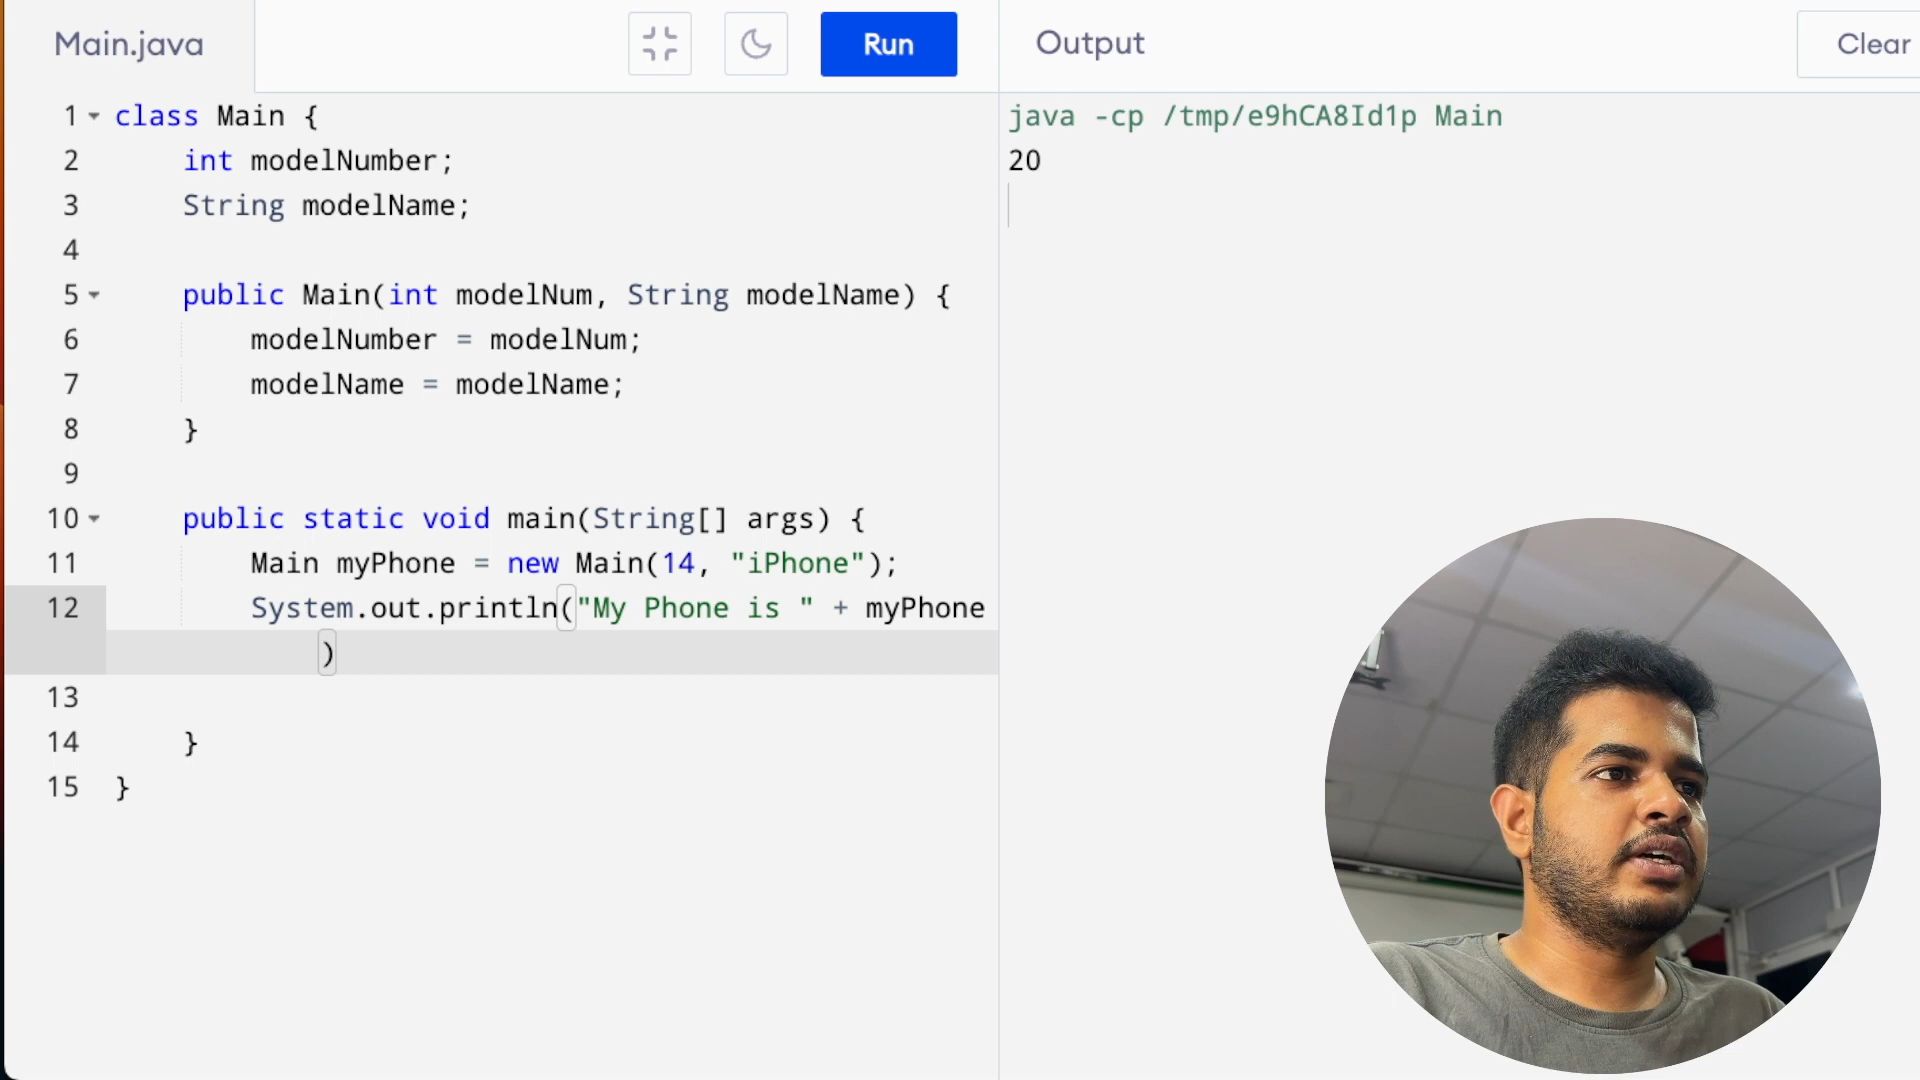 Main.java
Run
Output
Clear
1 class Main {
2 int modelNumber;
3 String modelName;
4
5 public Main(int modelNum, String modelName) {
6 modelNumber = modelNum;
7 modelName = modelName;
8 }
9
10 public static void main(String[] args) {
11 Main myPhone = new Main(14, "iPhone");
12 System.out.println("My Phone is " + myPhone
)
13
14 }
15 }
java -cp /tmp/e9hCA8Id1p Main
20